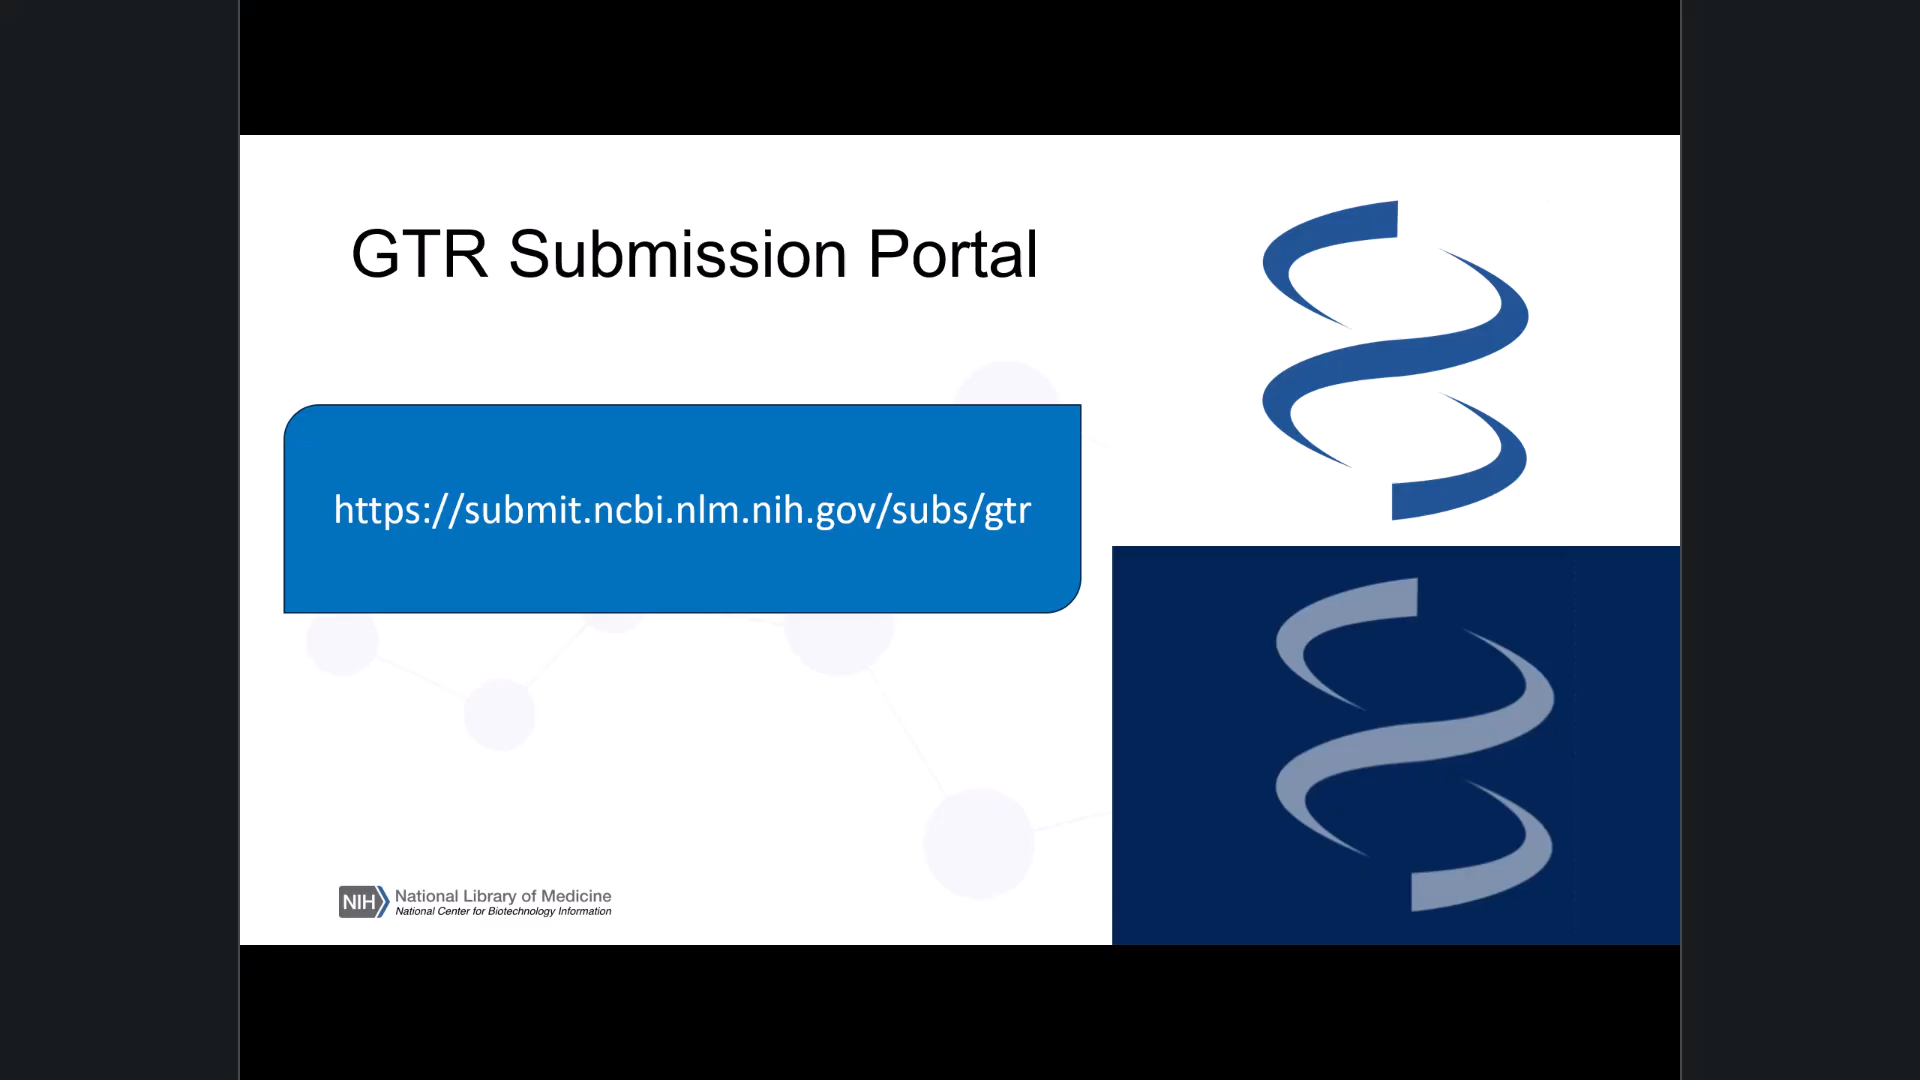 GTR Submission Portal
https://submit.ncbi.nlm.nih.gov/subs/gtr
NIH National Library of Medicine
National Center for Biotechnology Information